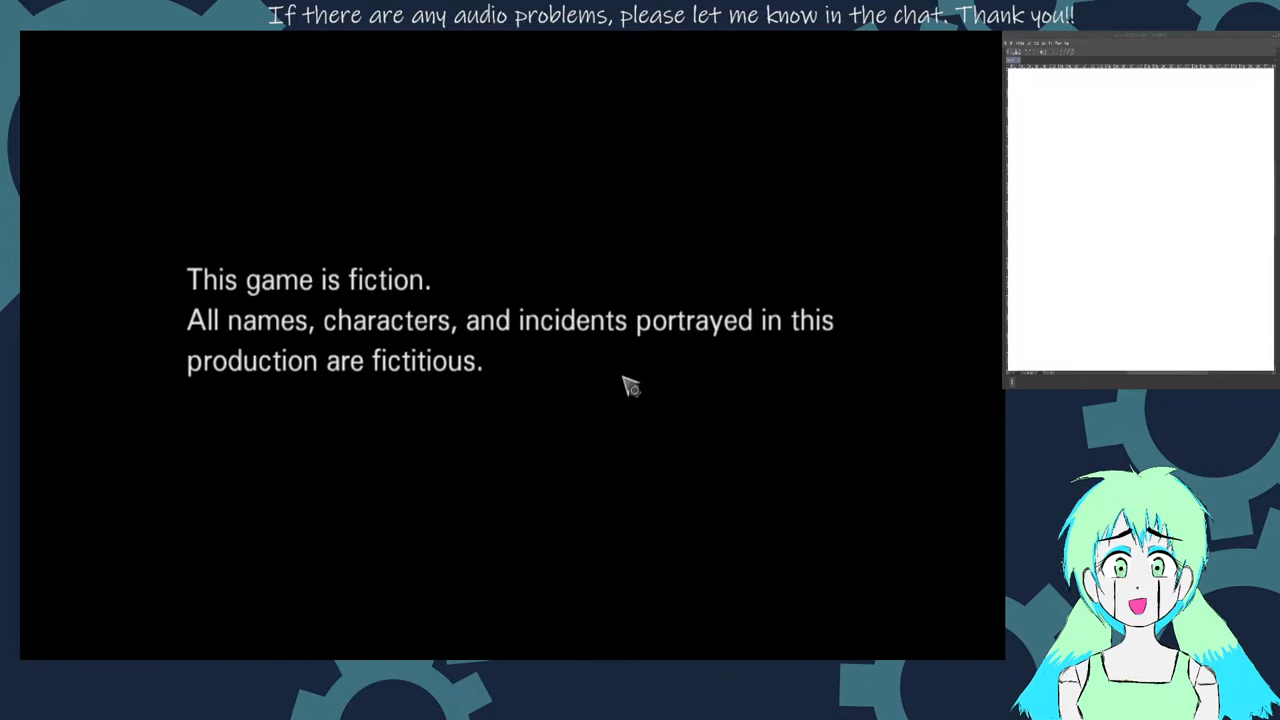 If there are any audio problems, please let me know in the chat. Thank you!!
This game is fiction.
All names, characters, and incidents portrayed in this
production are fictitious.